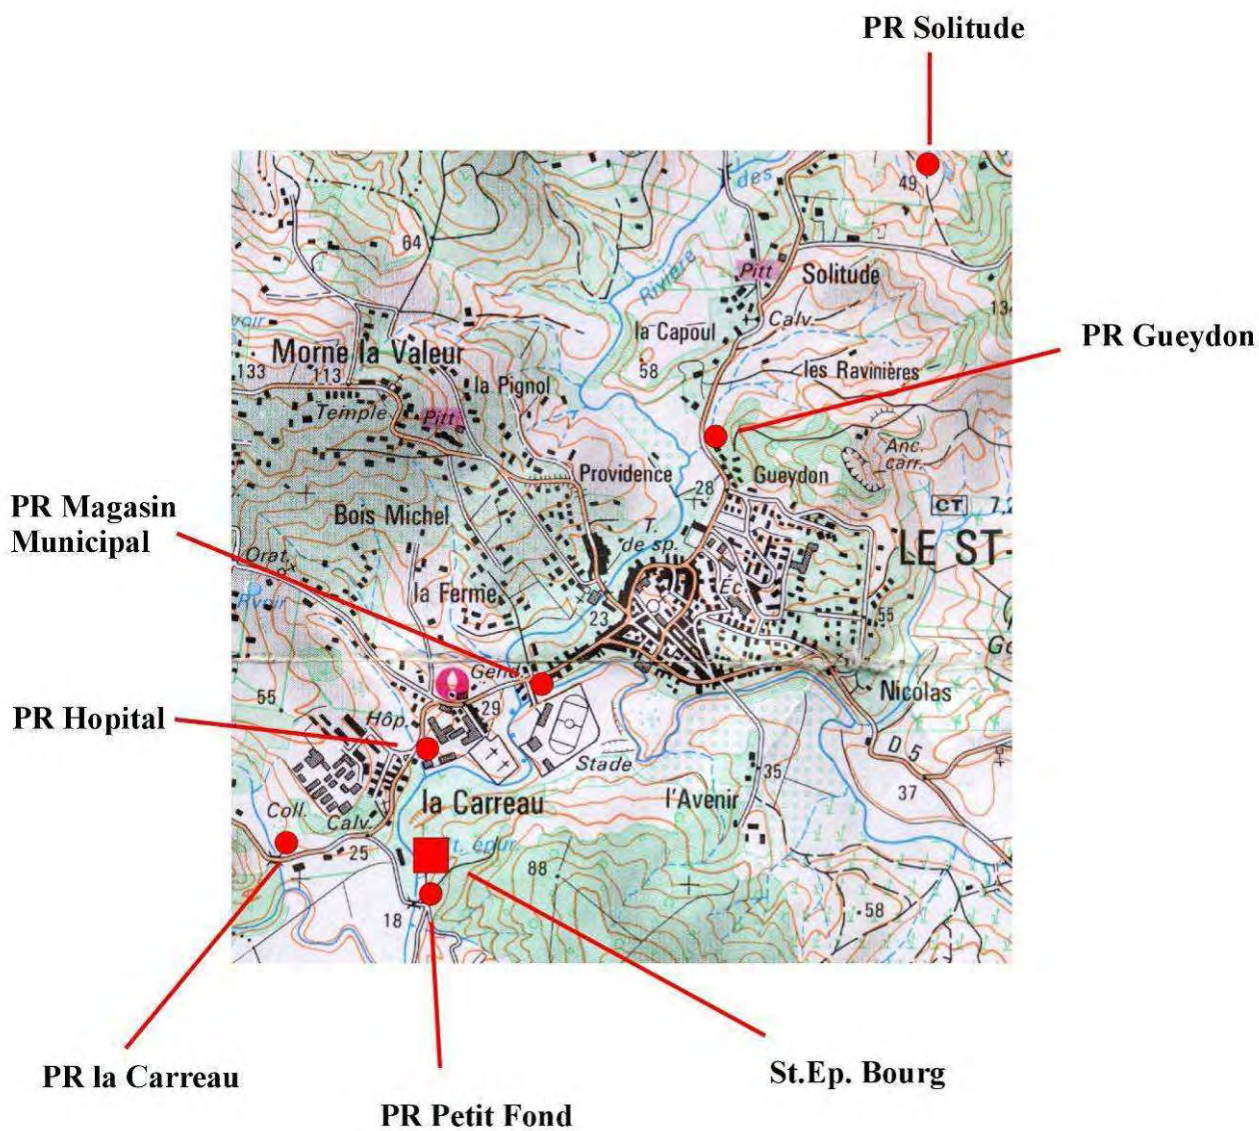 PR Solitude
des
49
64
Rivière
Pitt
Solitude
la Capoul
Calv.
PR Gueydon
Morne la Valeur
58
les Ravinières
133
113
la Pignol
Temple
Pitt
Anc.
carr.
Providence
Gueydon
28
CT
PR Magasin
Municipal
Bois Michel
T.
de sp.
LE ST
Orat.
la Ferme
Éc.
23
55
Gend.
Nicolas
55
29
PR Hopital
Hôp.
D 5
Stade
35
37
la Carreau
l'Avenir
Coll.
Calv.
25
t. épur.
88
58
18
PR la Carreau
St.Ep. Bourg
PR Petit Fond